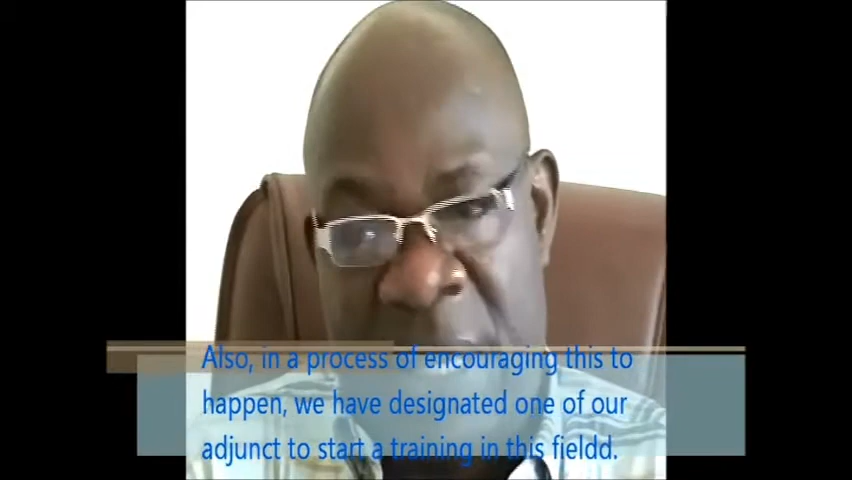 Also, in a process of encouraging this to
happen, we have designated one of our
adjunct to start a training in this fieldd.